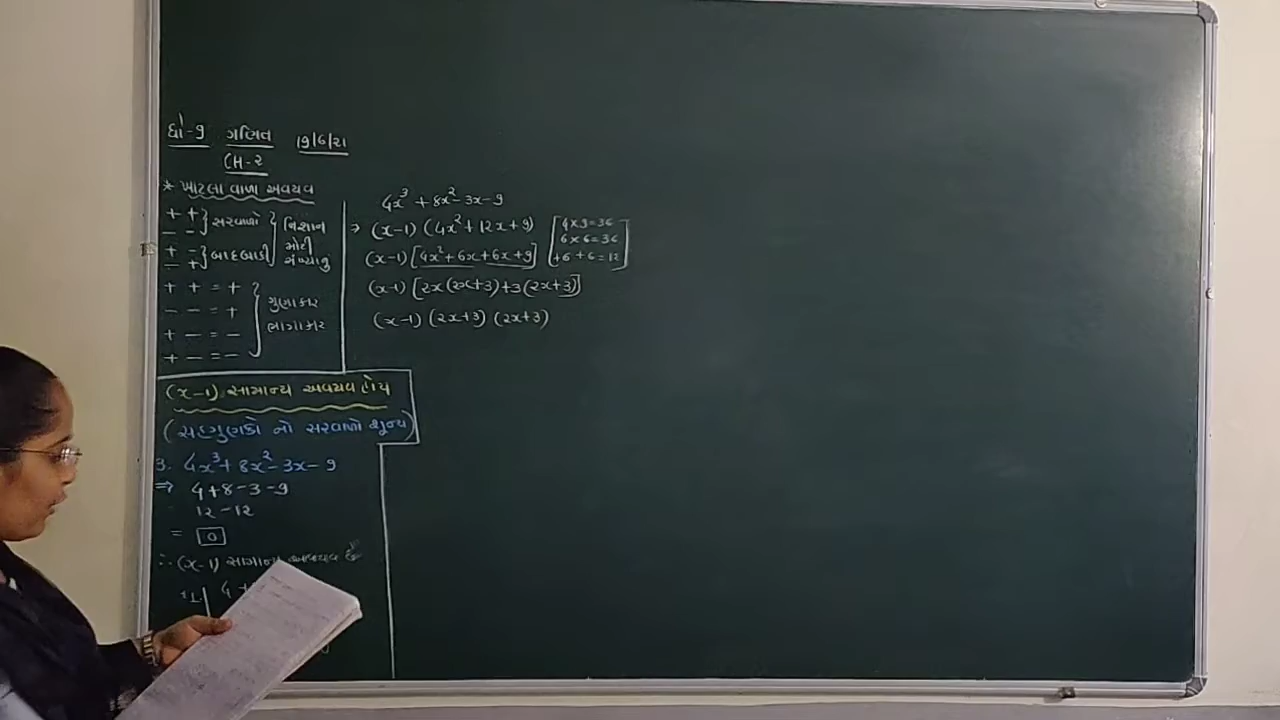 ધો-9 ગણિત 19/6/21
CH-2
* ખાટલા વાળા અવયવ
+ + } સરવાળો
- - } નિશાન
+ - } બાદબાકી મોટી
- + સંખ્યાનું
+ + = +
- - = + ગુણાકાર
+ - = - ભાગાકાર
+ - = -
(x-1) સામાન્ય અવયવ હોય
(સહગુણકો નો સરવાળો શૂન્ય)
3. 4x³ + 8x² - 3x - 9
⇒ 4+8-3-9
12-12
= 0
∴ (x-1) સામાન્ય અવયવ છે
4x³ + 8x² - 3x - 9
→ (x-1) (4x² + 12x + 9) [4 × 9 = 36
6 × 6 = 36
(x-1) [4x² + 6x + 6x + 9] +6 + 6 = 12]
(x-1) [2x (2x+3) + 3 (2x+3)]
(x-1) (2x+3) (2x+3)